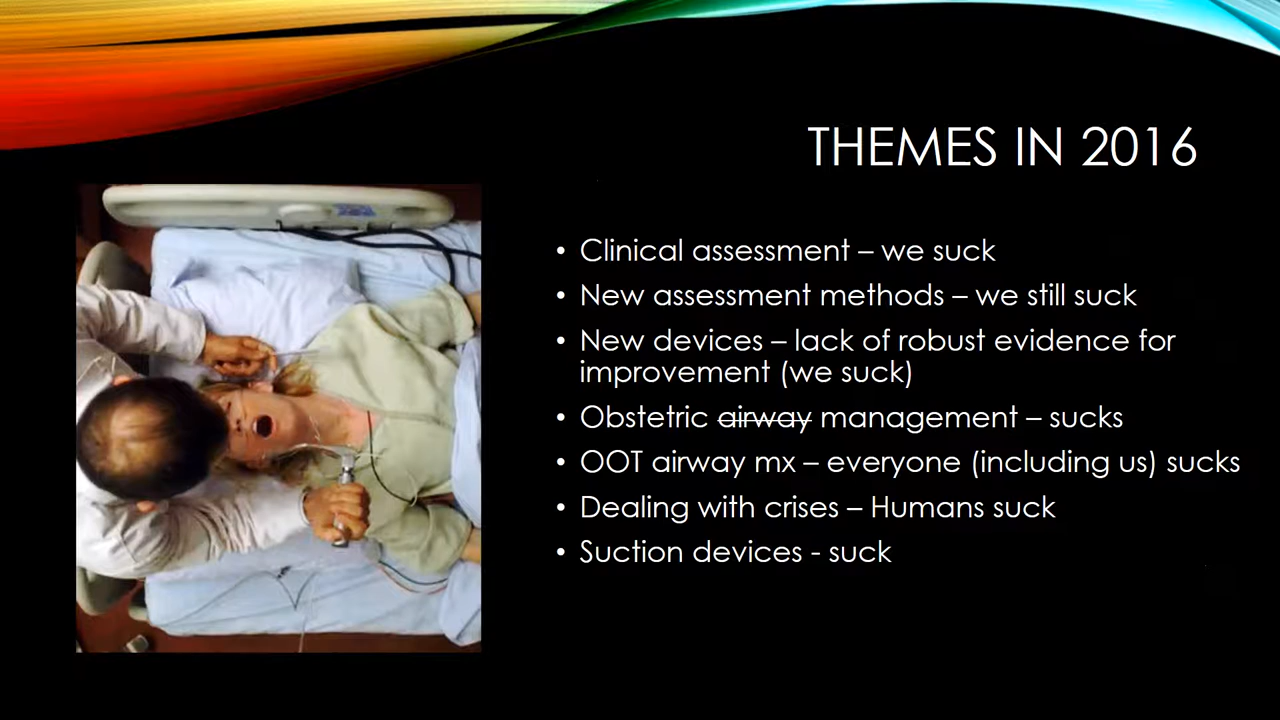 THEMES IN 2016
• Clinical assessment – we suck
• New assessment methods – we still suck
• New devices – lack of robust evidence for
improvement (we suck)
• Obstetric airway management – sucks
• OOT airway mx – everyone (including us) sucks
• Dealing with crises – Humans suck
• Suction devices - suck